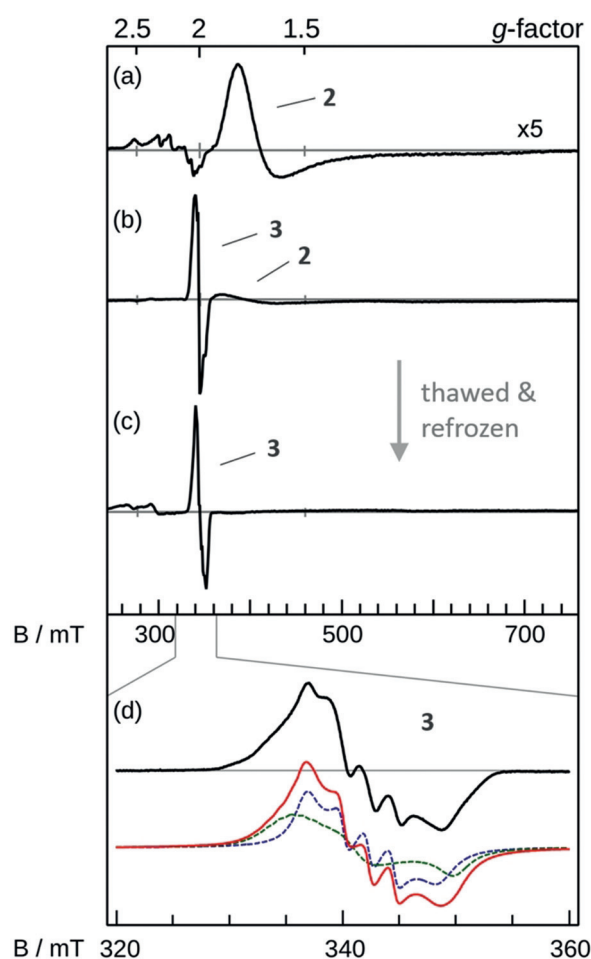 2.5 2 1.5 g-factor
(a)
2
x5
(b)
3
2
thawed &
refrozen
(c)
3
B / mT 300 500 700
(d)
3
B / mT 320 340 360